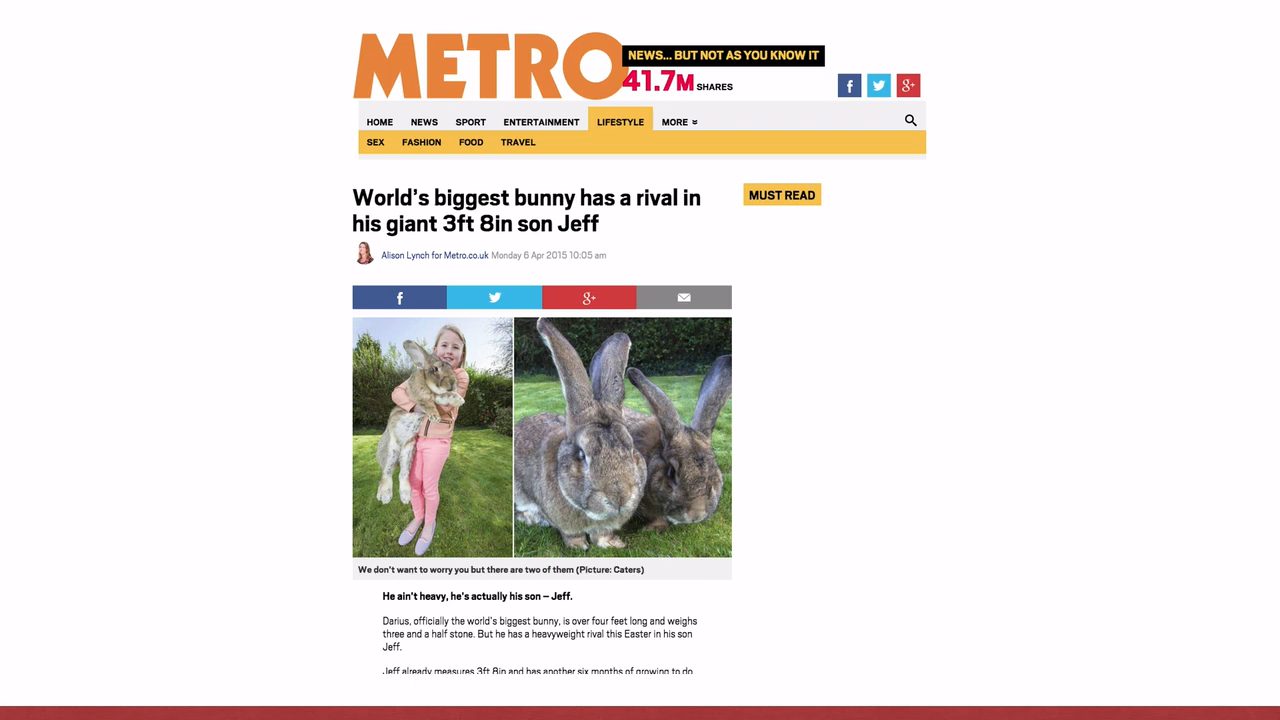 METRO
NEWS... BUT NOT AS YOU KNOW IT
41.7M SHARES
HOME NEWS SPORT ENTERTAINMENT LIFESTYLE MORE
SEX FASHION FOOD TRAVEL
World's biggest bunny has a rival in
his giant 3ft 8in son Jeff
MUST READ
Alison Lynch for Metro.co.uk Monday 6 Apr 2015 10:05 am
We don't want to worry you but there are two of them (Picture: Caters)
He ain't heavy, he's actually his son – Jeff.
Darius, officially the world's biggest bunny, is over four feet long and weighs
three and a half stone. But he has a heavyweight rival this Easter in his son
Jeff.
Jeff already measures 3ft 8in and has another six months of growing to do